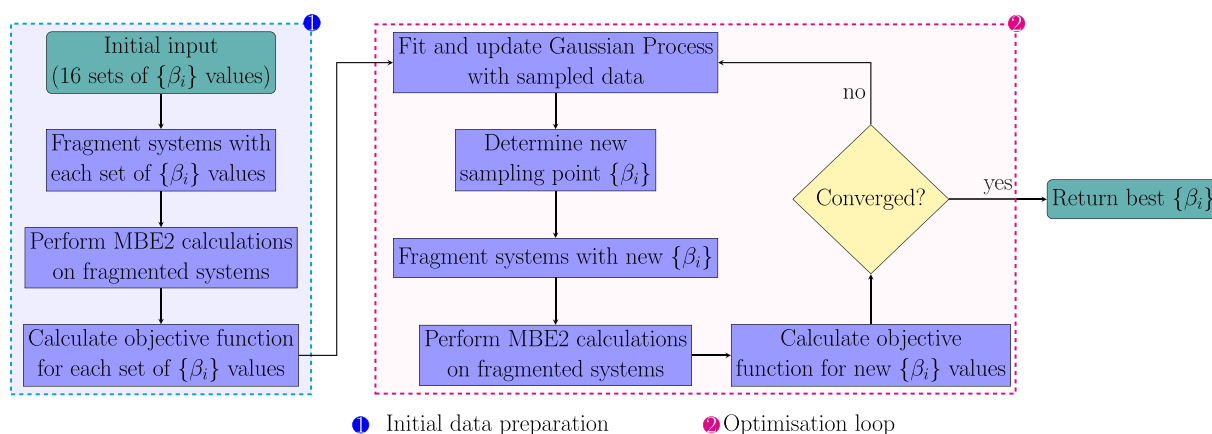 1
Initial input
(16 sets of {βᵢ} values)
Fragment systems with
each set of {βᵢ} values
Perform MBE2 calculations
on fragmented systems
Calculate objective function
for each set of {βᵢ} values
2
Fit and update Gaussian Process
with sampled data
Determine new
sampling point {βᵢ}
Fragment systems with new {βᵢ}
Perform MBE2 calculations
on fragmented systems
Calculate objective
function for new {βᵢ} values
Converged?
no
yes
Return best {βᵢ}
1 Initial data preparation
2 Optimisation loop